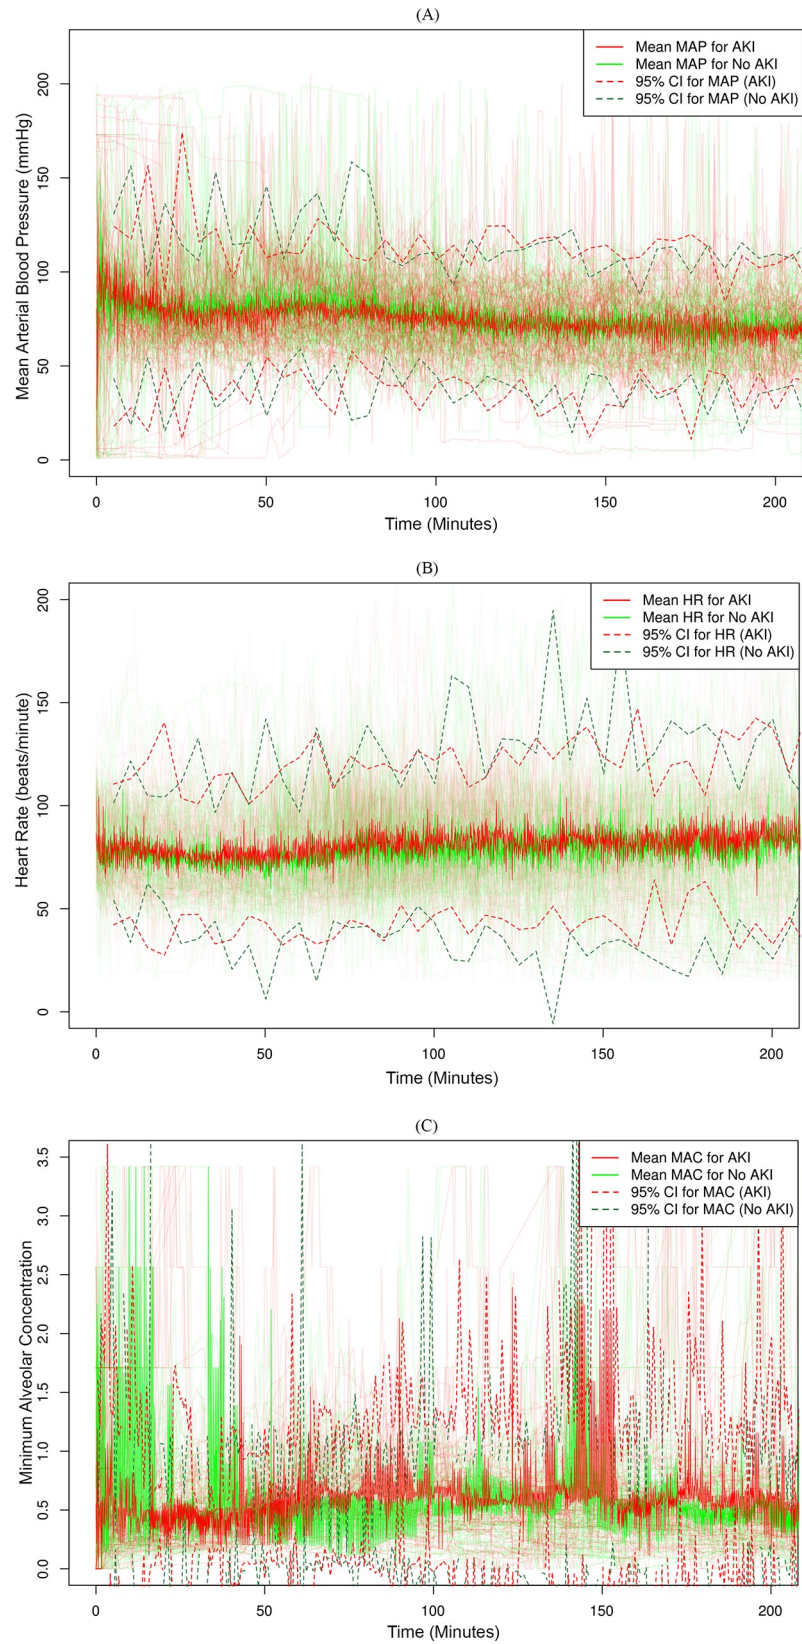 (A)
Mean MAP for AKI
Mean MAP for No AKI
95% CI for MAP (AKI)
95% CI for MAP (No AKI)
Mean Arterial Blood Pressure (mmHg)
200
150
100
50
0
0 50 100 150 200
Time (Minutes)
(B)
Mean HR for AKI
Mean HR for No AKI
95% CI for HR (AKI)
95% CI for HR (No AKI)
Heart Rate (beats/minute)
200
150
100
50
0
0 50 100 150 200
Time (Minutes)
(C)
Mean MAC for AKI
Mean MAC for No AKI
95% CI for MAC (AKI)
95% CI for MAC (No AKI)
Minimum Alveolar Concentration
3.5
3.0
2.5
2.0
1.5
1.0
0.5
0.0
0 50 100 150 200
Time (Minutes)